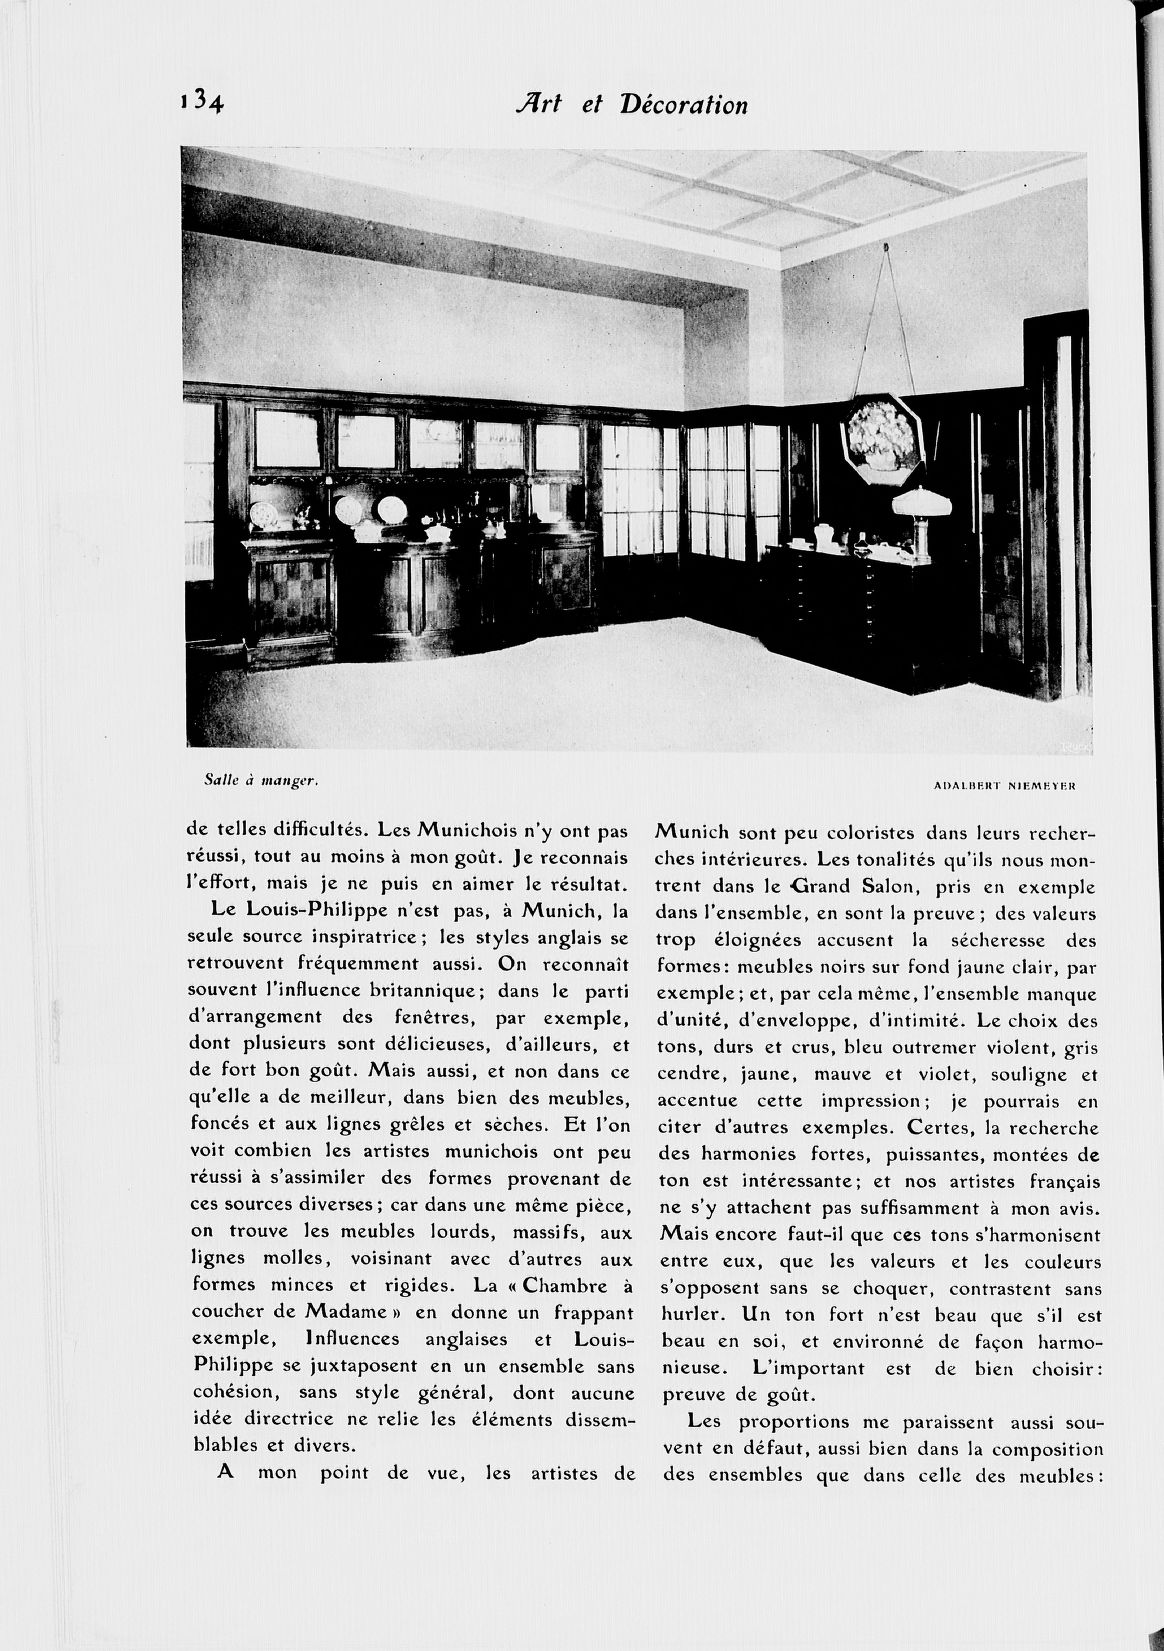 134
Art et Décoration
Salle à manger.
ADALBERT NIEMEYER
de telles difficultés. Les Munichois n'y ont pas
réussi, tout au moins à mon goût. Je reconnais
l'effort, mais je ne puis en aimer le résultat.
Le Louis-Philippe n'est pas, à Munich, la
seule source inspiratrice; les styles anglais se
retrouvent fréquemment aussi. On reconnaît
souvent l'influence britannique; dans le parti
d'arrangement des fenêtres, par exemple,
dont plusieurs sont délicieuses, d'ailleurs, et
de fort bon goût. Mais aussi, et non dans ce
qu'elle a de meilleur, dans bien des meubles,
foncés et aux lignes grêles et sèches. Et l'on
voit combien les artistes munichois ont peu
réussi à s'assimiler des formes provenant de
ces sources diverses; car dans une même pièce,
on trouve les meubles lourds, massifs, aux
lignes molles, voisinant avec d'autres aux
formes minces et rigides. La « Chambre à
coucher de Madame » en donne un frappant
exemple, Influences anglaises et Louis-
Philippe se juxtaposent en un ensemble sans
cohésion, sans style général, dont aucune
idée directrice ne relie les éléments dissem-
blables et divers.
A mon point de vue, les artistes de
Munich sont peu coloristes dans leurs recher-
ches intérieures. Les tonalités qu'ils nous mon-
trent dans le Grand Salon, pris en exemple
dans l'ensemble, en sont la preuve; des valeurs
trop éloignées accusent la sécheresse des
formes: meubles noirs sur fond jaune clair, par
exemple; et, par cela même, l'ensemble manque
d'unité, d'enveloppe, d'intimité. Le choix des
tons, durs et crus, bleu outremer violent, gris
cendre, jaune, mauve et violet, souligne et
accentue cette impression; je pourrais en
citer d'autres exemples. Certes, la recherche
des harmonies fortes, puissantes, montées de
ton est intéressante; et nos artistes français
ne s'y attachent pas suffisamment à mon avis.
Mais encore faut-il que ces tons s'harmonisent
entre eux, que les valeurs et les couleurs
s'opposent sans se choquer, contrastent sans
hurler. Un ton fort n'est beau que s'il est
beau en soi, et environné de façon harmo-
nieuse. L'important est de bien choisir:
preuve de goût.
Les proportions me paraissent aussi sou-
vent en défaut, aussi bien dans la composition
des ensembles que dans celle des meubles: